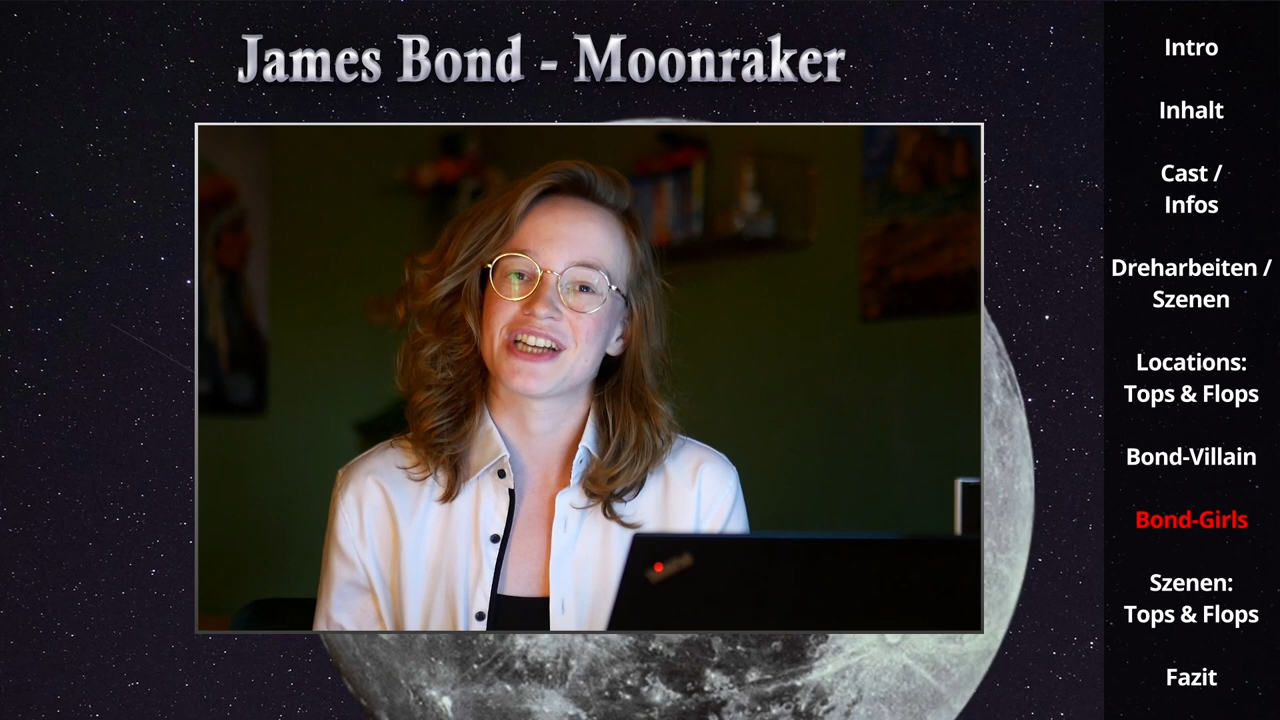 James Bond - Moonraker
Intro
Inhalt
Cast /
Infos
Dreharbeiten /
Szenen
Locations:
Tops & Flops
Bond-Villain
Bond-Girls
Szenen:
Tops & Flops
Fazit